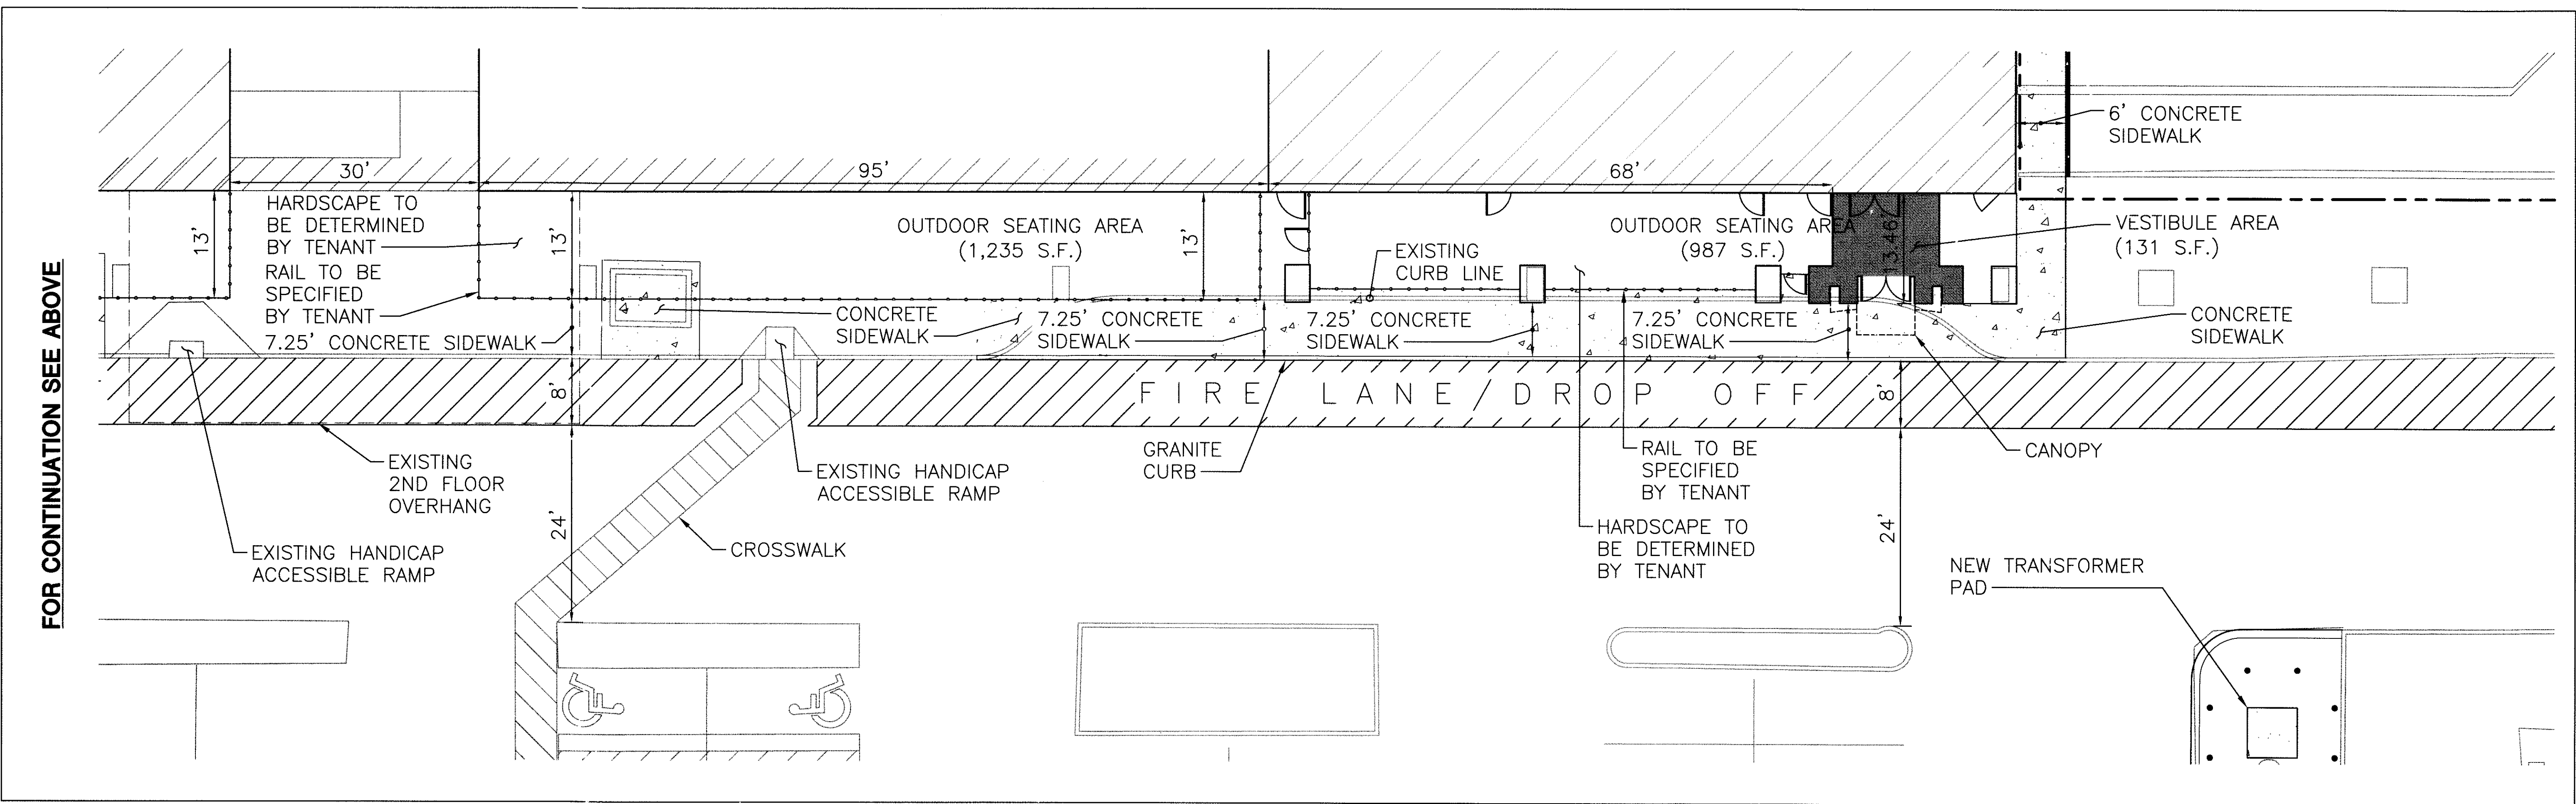 FOR CONTINUATION SEE ABOVE
30'
95'
68'
6' CONCRETE
SIDEWALK
13'
HARDSCAPE TO
BE DETERMINED
BY TENANT
RAIL TO BE
SPECIFIED
BY TENANT
7.25' CONCRETE SIDEWALK
13'
OUTDOOR SEATING AREA
(1,235 S.F.)
13'
EXISTING
CURB LINE
OUTDOOR SEATING AREA
(987 S.F.)
13.46'
VESTIBULE AREA
(131 S.F.)
CONCRETE
SIDEWALK
7.25' CONCRETE
SIDEWALK
7.25' CONCRETE
SIDEWALK
7.25' CONCRETE
SIDEWALK
CONCRETE
SIDEWALK
8'
FIRE LANE/DROP OFF
8'
EXISTING
2ND FLOOR
OVERHANG
EXISTING HANDICAP
ACCESSIBLE RAMP
GRANITE
CURB
RAIL TO BE
SPECIFIED
BY TENANT
CANOPY
24'
EXISTING HANDICAP
ACCESSIBLE RAMP
CROSSWALK
HARDSCAPE TO
BE DETERMINED
BY TENANT
24'
NEW TRANSFORMER
PAD